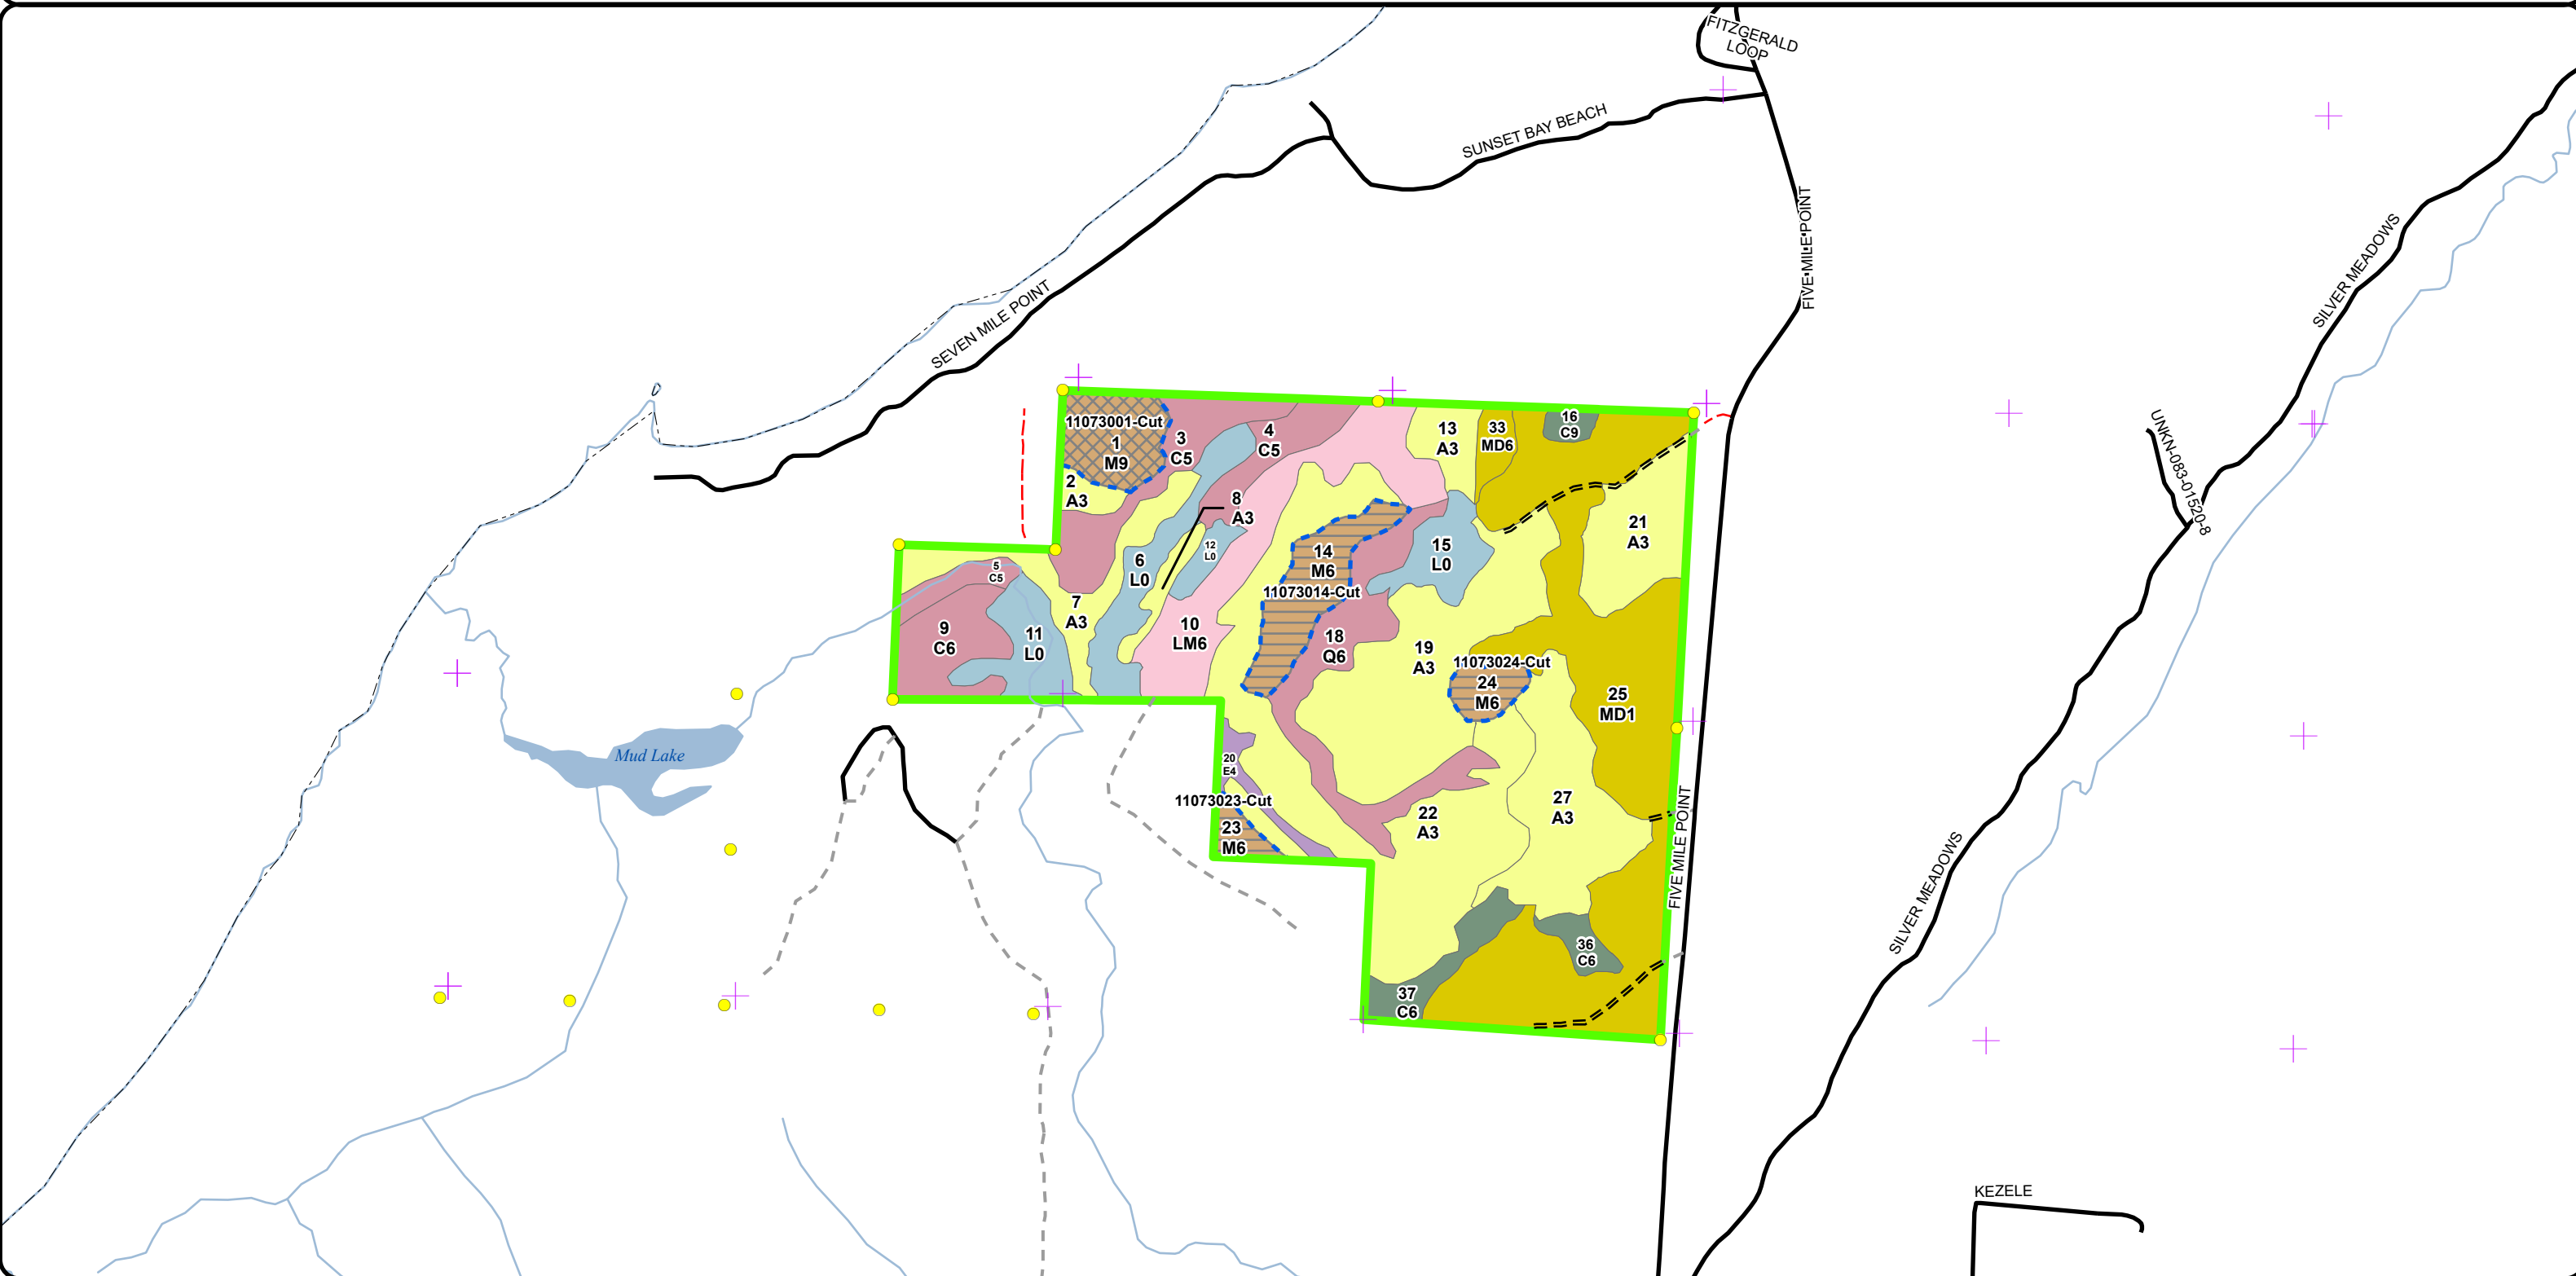 FITZGERALD
LOOP
SUNSET BAY BEACH
FIVE MILE POINT
SILVER MEADOWS
SEVEN MILE POINT
UNKN-083-01520-8
11073001-Cut
1
M9
2
A3
3
C5
4
C5
13
A3
33
MD6
16
C9
8
A3
21
A3
12
L0
15
L0
14
M6
11073014-Cut
5
C5
6
L0
7
A3
9
C6
11
L0
10
LM6
18
Q6
19
A3
11073024-Cut
24
M6
25
MD1
Mud Lake
20
E4
11073023-Cut
23
M6
22
A3
27
A3
FIVE MILE POINT
SILVER MEADOWS
36
C6
37
C6
KEZELE